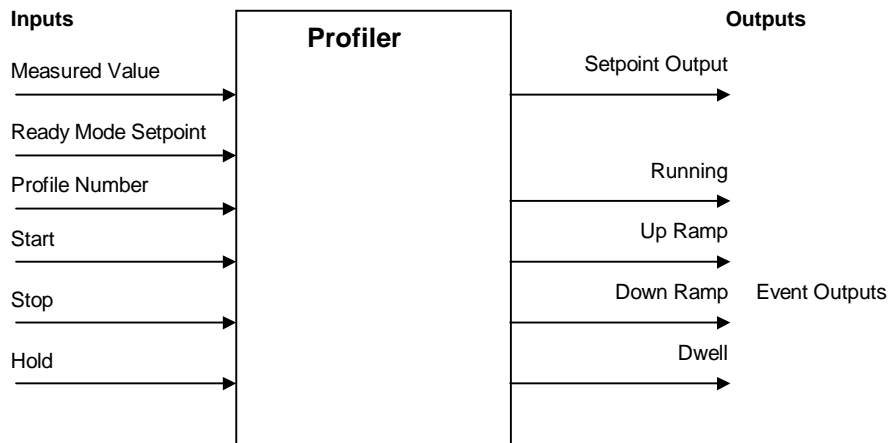 Inputs
Profiler
Outputs
Measured Value
Setpoint Output
Ready Mode Setpoint
Profile Number
Running
Start
Up Ramp
Stop
Down Ramp
Event Outputs
Hold
Dwell